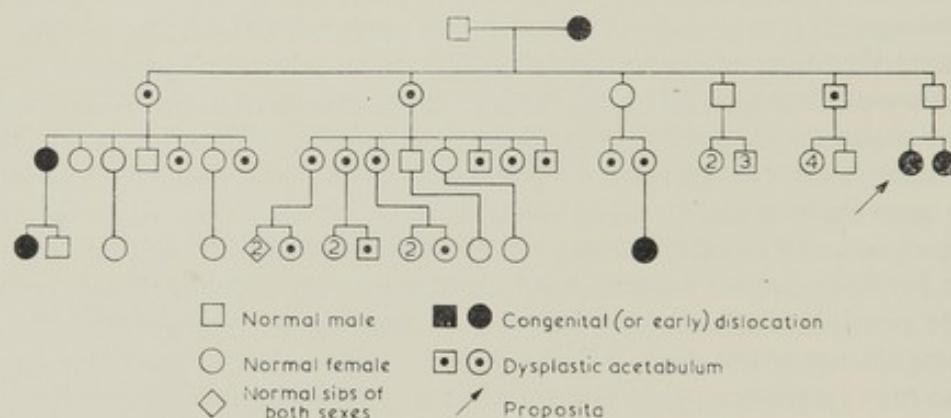 2 3 4
2 2 2
Normal male
Congenital (or early) dislocation
Normal female
Dysplastic acetabulum
Normal sibs of
both sexes
Proposita